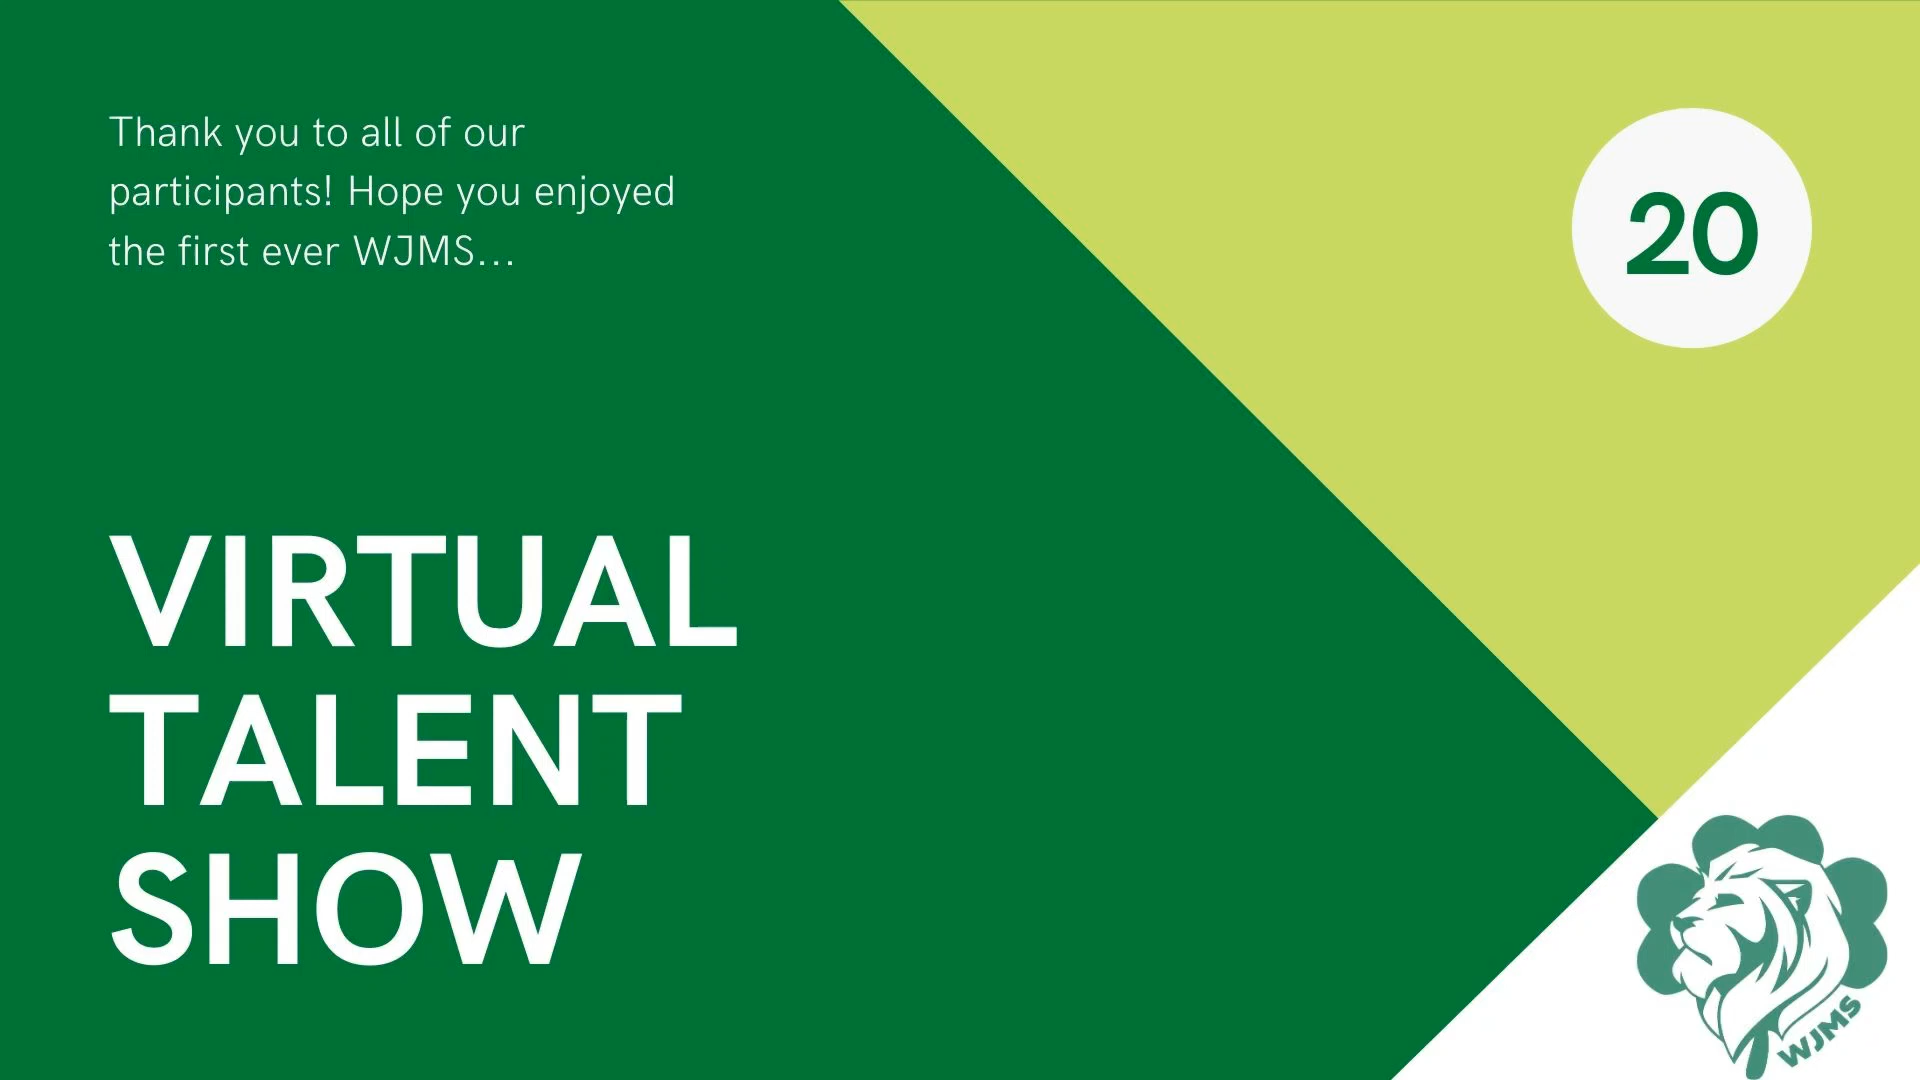 Thank you to all of our
participants! Hope you enjoyed
the first ever WJMS...
20
VIRTUAL
TALENT
SHOW
WJMS